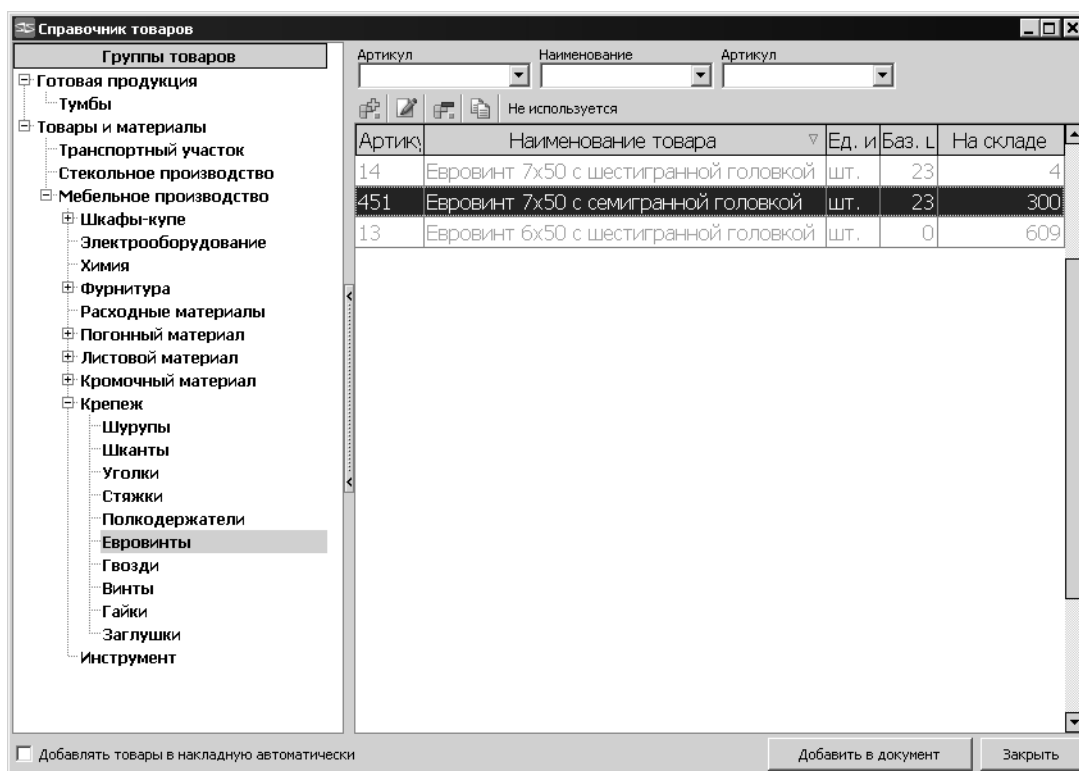 Справочник товаров
Группы товаров
Готовая продукция
Тумбы
Товары и материалы
Транспортный участок
Стекольное производство
Мебельное производство
Шкафы-купе
Электрооборудование
Химия
Фурнитура
Расходные материалы
Погонный материал
Листовой материал
Кромочный материал
Крепеж
Шурупы
Шканты
Уголки
Стяжки
Полкодержатели
Евровинты
Гвозди
Винты
Гайки
Заглушки
Инструмент
Артикул Наименование Артикул
Не используется
Артику Наименование товара Ед. и Баз. ц На складе
14 Евровинт 7х50 с шестигранной головкой шт. 23 4
451 Евровинт 7х50 с семигранной головкой шт. 23 300
13 Евровинт 6х50 с шестигранной головкой шт. 0 609
Добавлять товары в накладную автоматически
Добавить в документ Закрыть